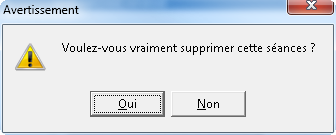 Avertissement
Voulez-vous vraiment supprimer cette séances ?
Oui
Non